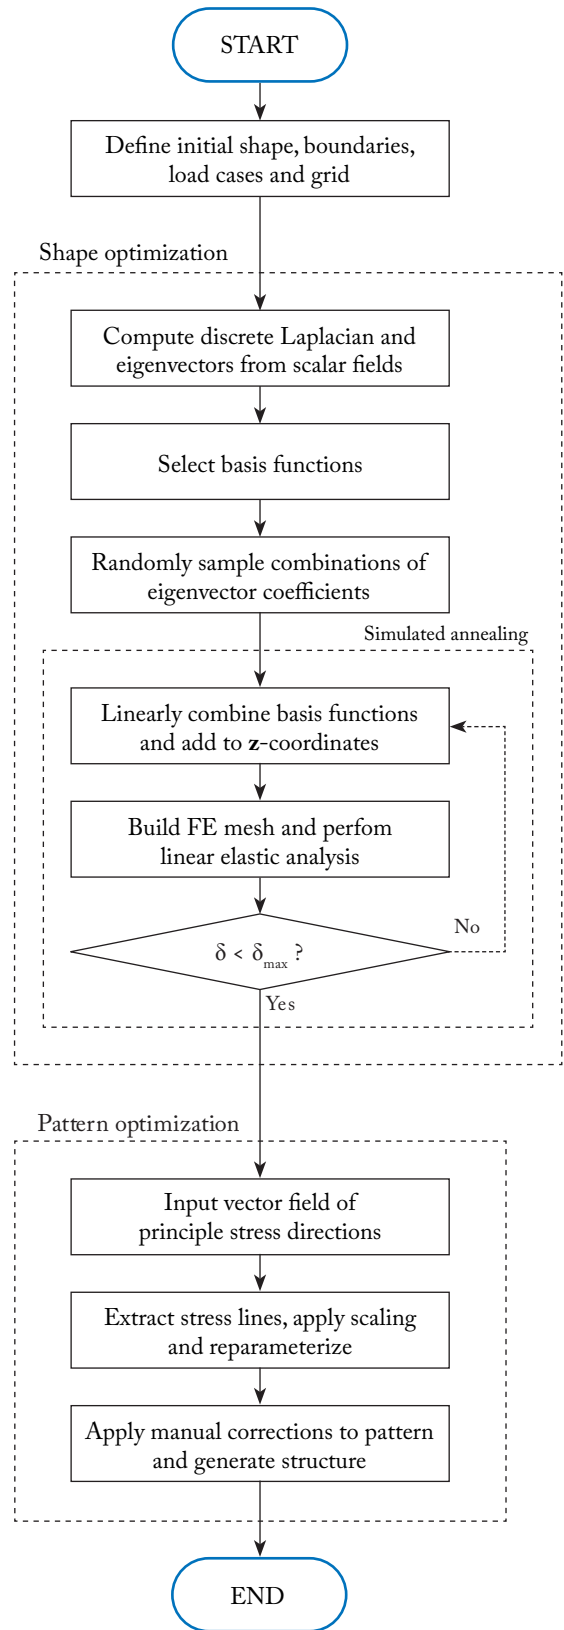 START
Define initial shape, boundaries,
load cases and grid
Shape optimization
Compute discrete Laplacian and
eigenvectors from scalar fields
Select basis functions
Randomly sample combinations of
eigenvector coefficients
Simulated annealing
Linearly combine basis functions
and add to z-coordinates
Build FE mesh and perfom
linear elastic analysis
δ < δmax ?
No
Yes
Pattern optimization
Input vector field of
principle stress directions
Extract stress lines, apply scaling
and reparameterize
Apply manual corrections to pattern
and generate structure
END